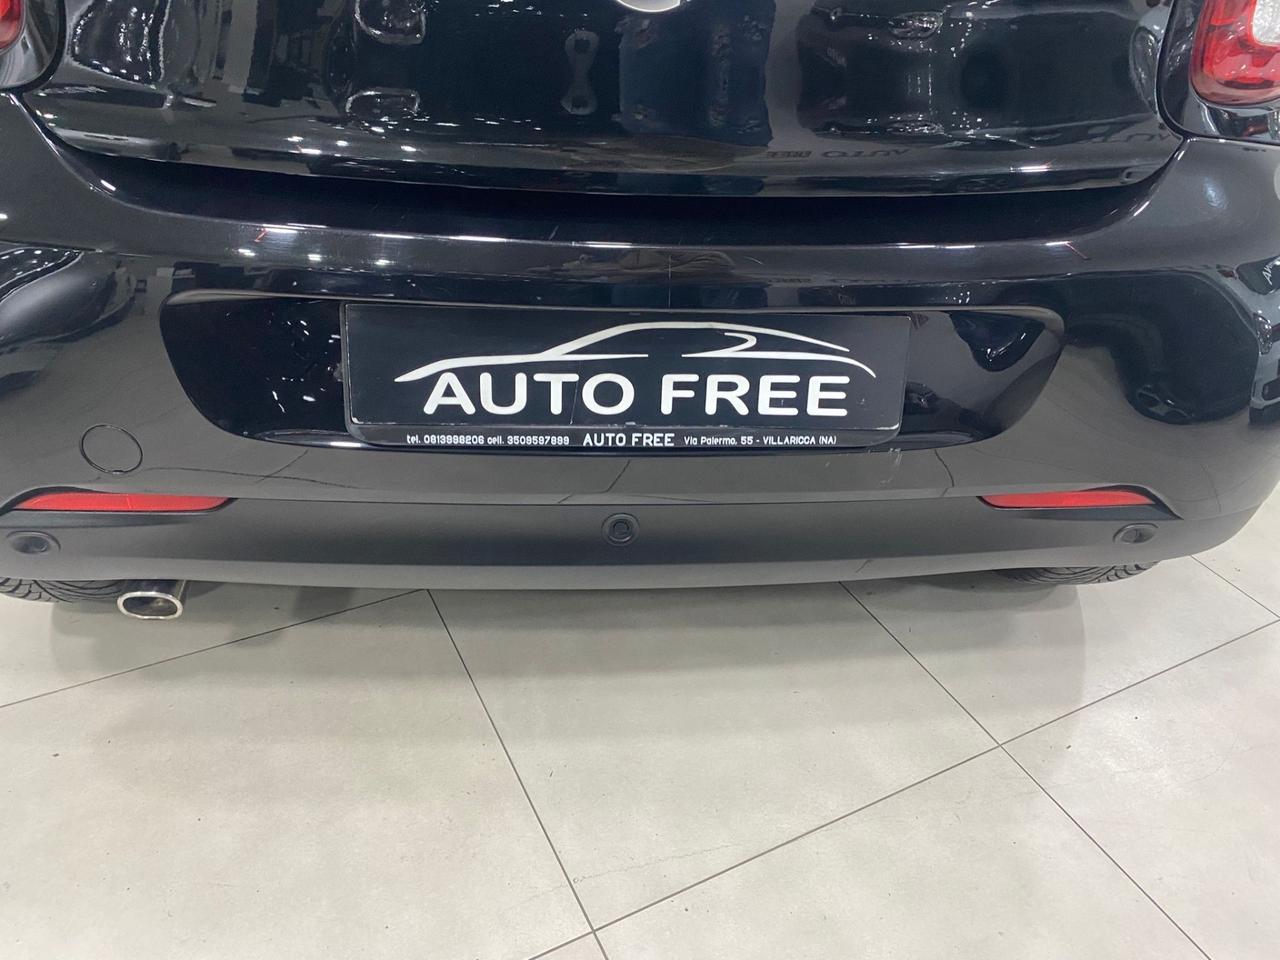 AUTO FREE
tel. 0813998206 cell. 3509597899 AUTO FREE Via Palermo, 55 - VILLARICCA (NA)